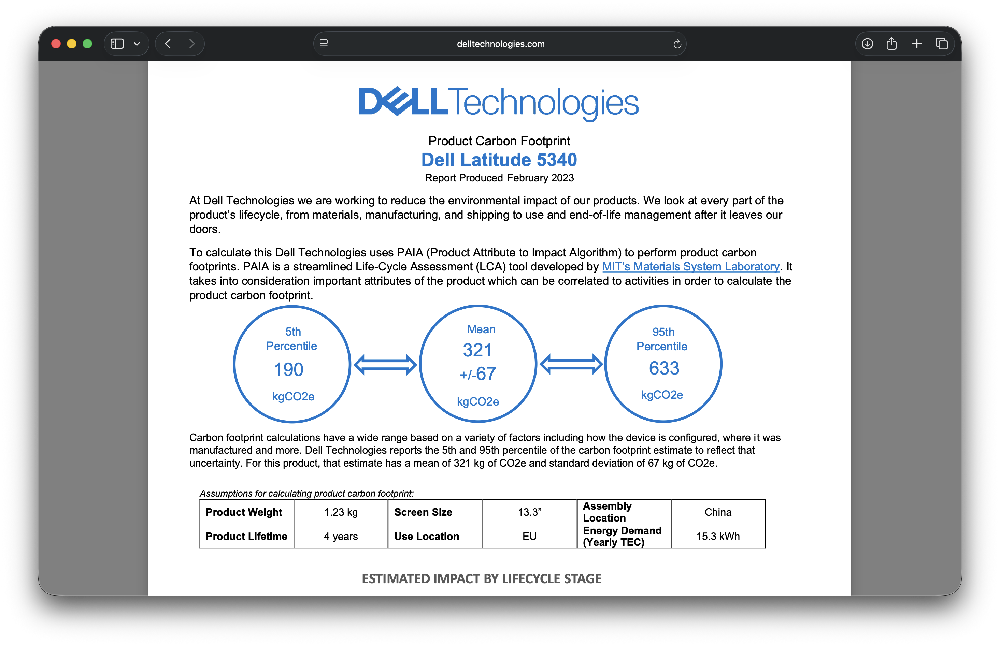 delltechnologies.com
DELLTechnologies
Product Carbon Footprint
Dell Latitude 5340
Report Produced February 2023
At Dell Technologies we are working to reduce the environmental impact of our products. We look at every part of the
product’s lifecycle, from materials, manufacturing, and shipping to use and end-of-life management after it leaves our
doors.
To calculate this Dell Technologies uses PAIA (Product Attribute to Impact Algorithm) to perform product carbon
footprints. PAIA is a streamlined Life-Cycle Assessment (LCA) tool developed by MIT’s Materials System Laboratory. It
takes into consideration important attributes of the product which can be correlated to activities in order to calculate the
product carbon footprint.
5th
Percentile
190
kgCO2e
Mean
321
+/-67
kgCO2e
95th
Percentile
633
kgCO2e
Carbon footprint calculations have a wide range based on a variety of factors including how the device is configured, where it was
manufactured and more. Dell Technologies reports the 5th and 95th percentile of the carbon footprint estimate to reflect that
uncertainty. For this product, that estimate has a mean of 321 kg of CO2e and standard deviation of 67 kg of CO2e.
Assumptions for calculating product carbon footprint:
Product Weight 1.23 kg Screen Size 13.3” Assembly Location China
Product Lifetime 4 years Use Location EU Energy Demand (Yearly TEC) 15.3 kWh
ESTIMATED IMPACT BY LIFECYCLE STAGE